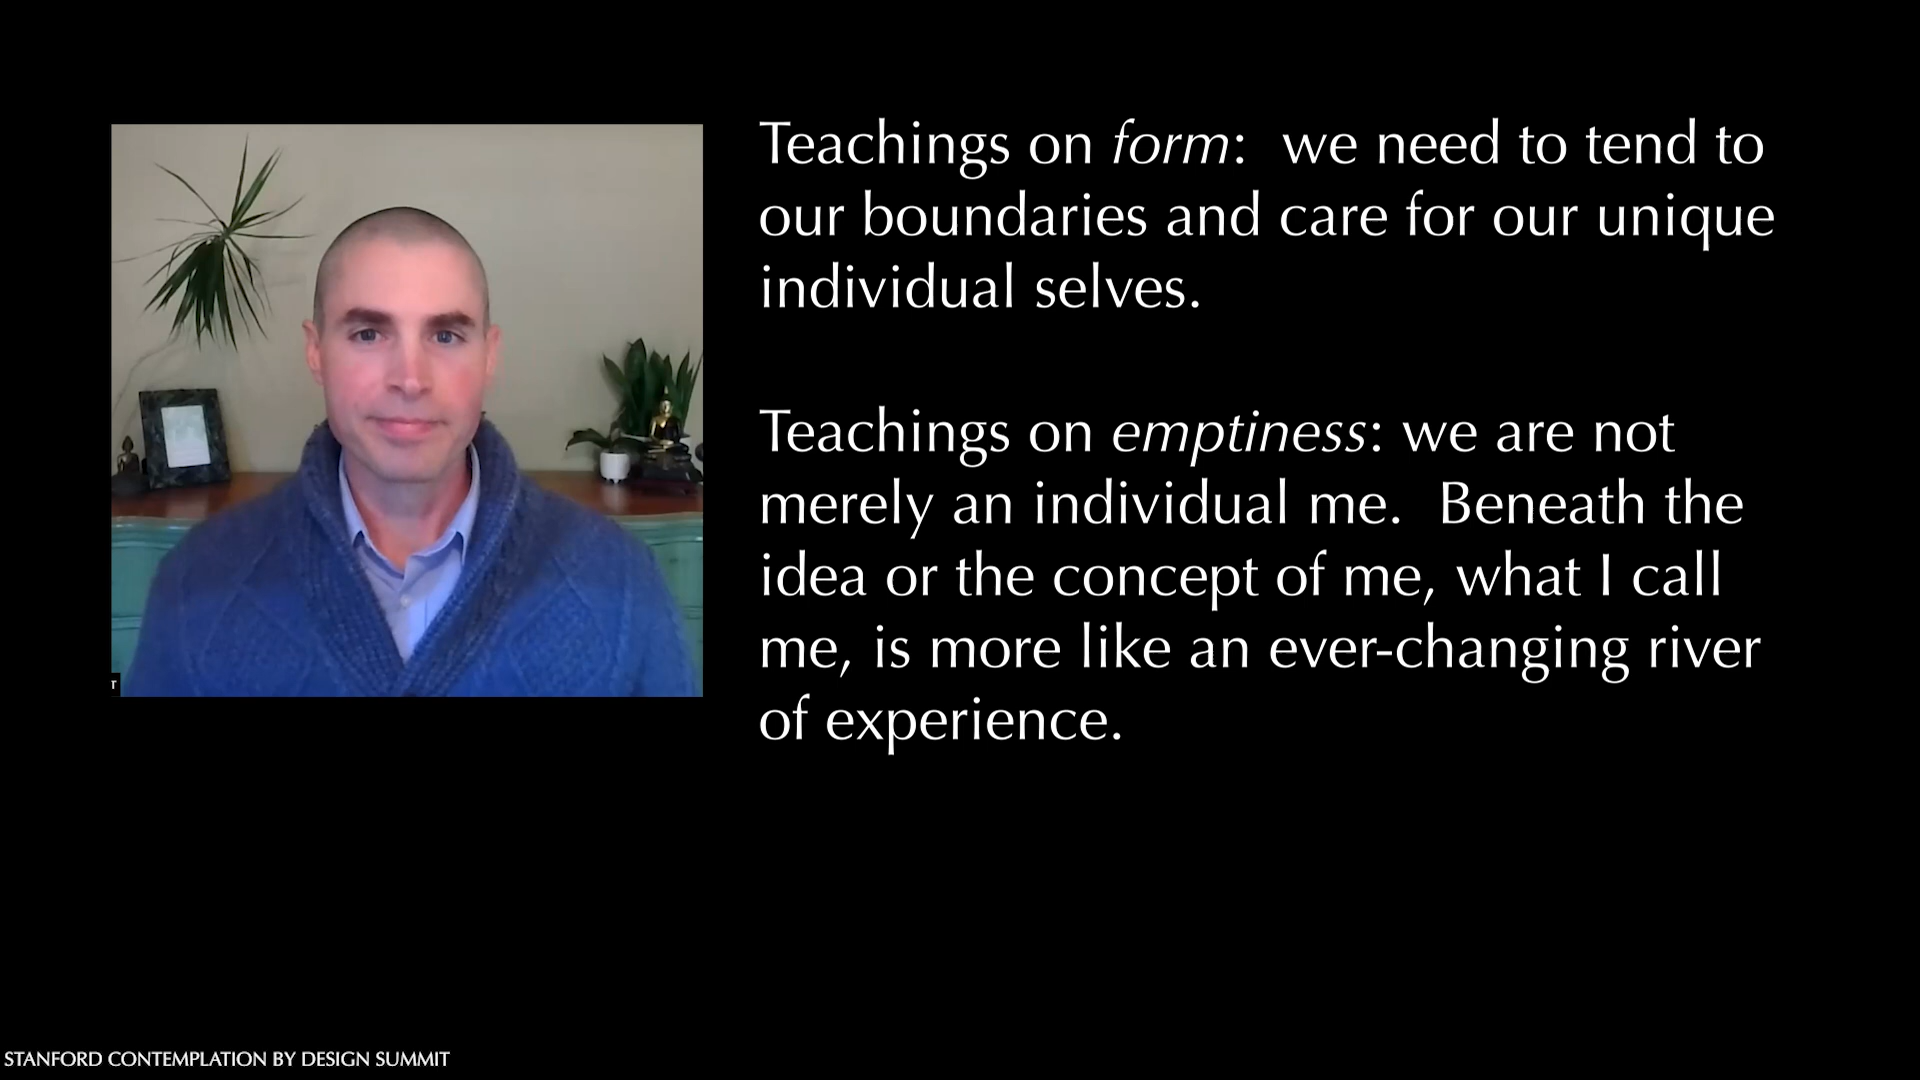 Teachings on form:  we need to tend to
our boundaries and care for our unique
individual selves.
Teachings on emptiness: we are not
merely an individual me.  Beneath the
idea or the concept of me, what I call
me, is more like an ever-changing river
of experience.
T
STANFORD CONTEMPLATION BY DESIGN SUMMIT